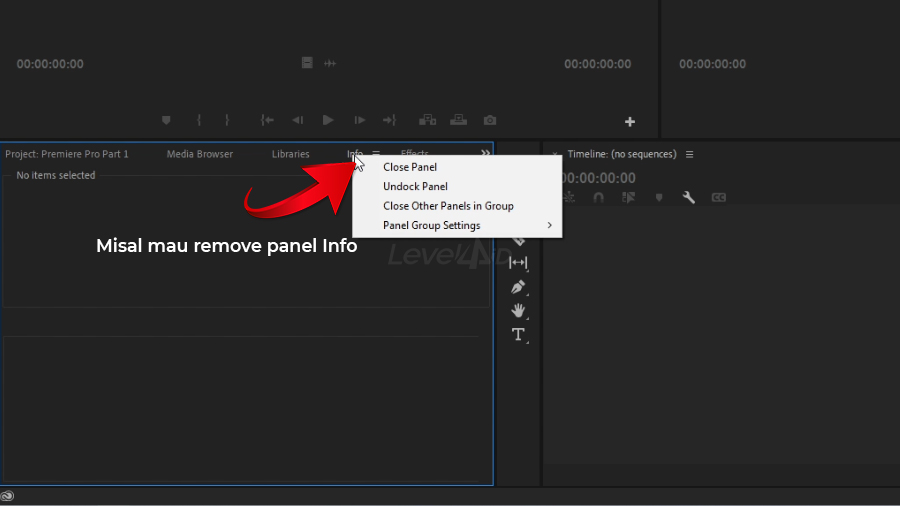 00:00:00:00
00:00:00:00
00:00:00:00
Project: Premiere Pro Part 1
Media Browser
Libraries
Info
Effects
Timeline: (no sequences)
No items selected
00:00:00:00
Close Panel
Undock Panel
Close Other Panels in Group
Panel Group Settings
Misal mau remove panel Info
Level4ND